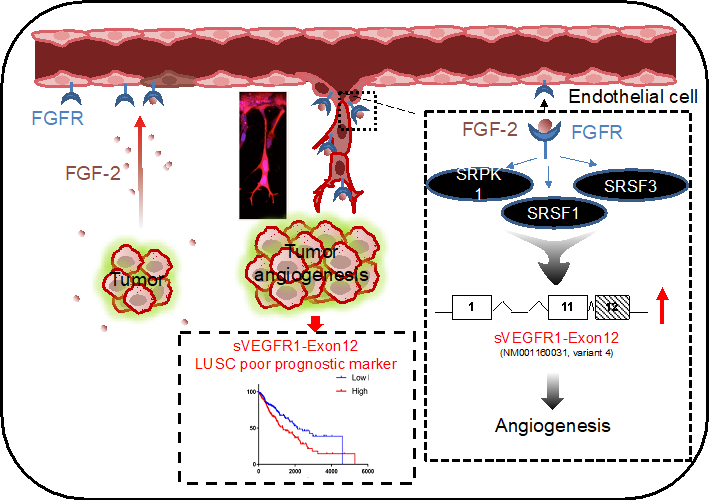 FGFR
FGF-2
Tumor
Tumor
angiogenesis
sVEGFR1-Exon12
LUSC poor prognostic marker
Low
High
100
50
0
0
2000
4000
6000
Endothelial cell
FGF-2
FGFR
SRPK
1
SRSF3
SRSF1
1
11
12
sVEGFR1-Exon12
(NM001160031, variant 4)
Angiogenesis